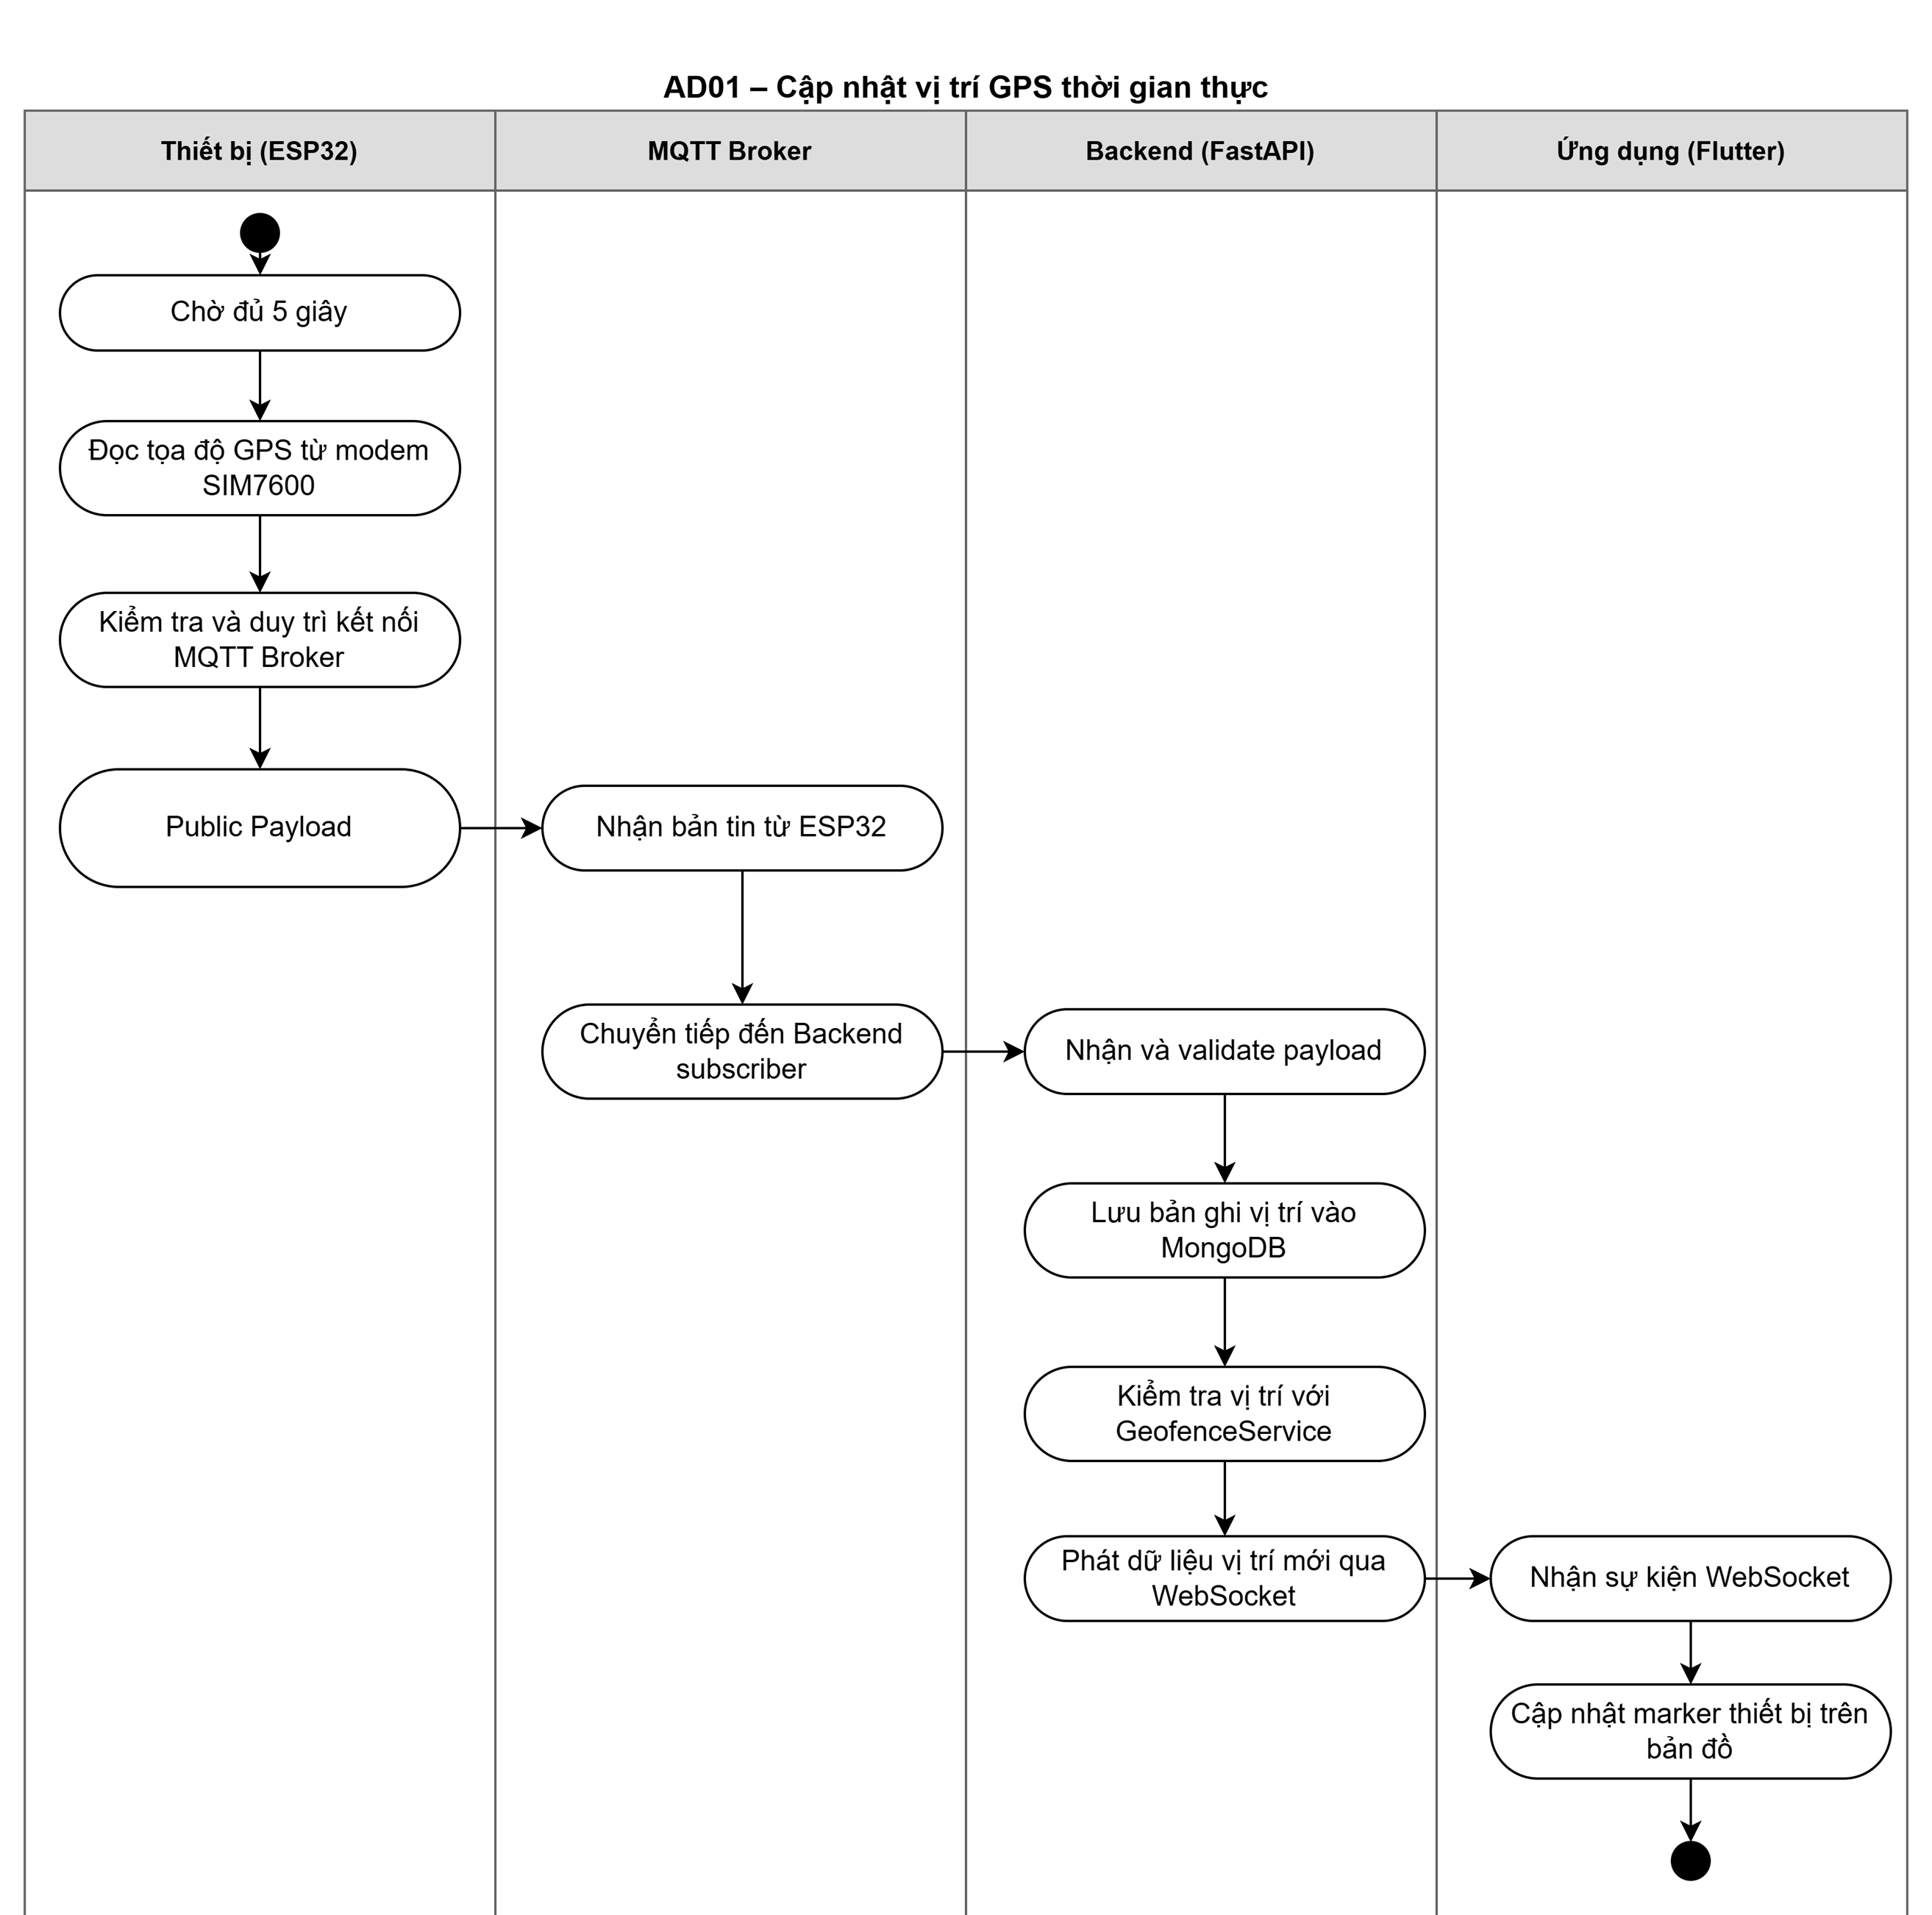 AD01 – Cập nhật vị trí GPS thời gian thực
Thiết bị (ESP32)
MQTT Broker
Backend (FastAPI)
Ứng dụng (Flutter)
Chờ đủ 5 giây
Đọc tọa độ GPS từ modem
SIM7600
Kiểm tra và duy trì kết nối
MQTT Broker
Public Payload
Nhận bản tin từ ESP32
Chuyển tiếp đến Backend
subscriber
Nhận và validate payload
Lưu bản ghi vị trí vào
MongoDB
Kiểm tra vị trí với
GeofenceService
Phát dữ liệu vị trí mới qua
WebSocket
Nhận sự kiện WebSocket
Cập nhật marker thiết bị trên
bản đồ